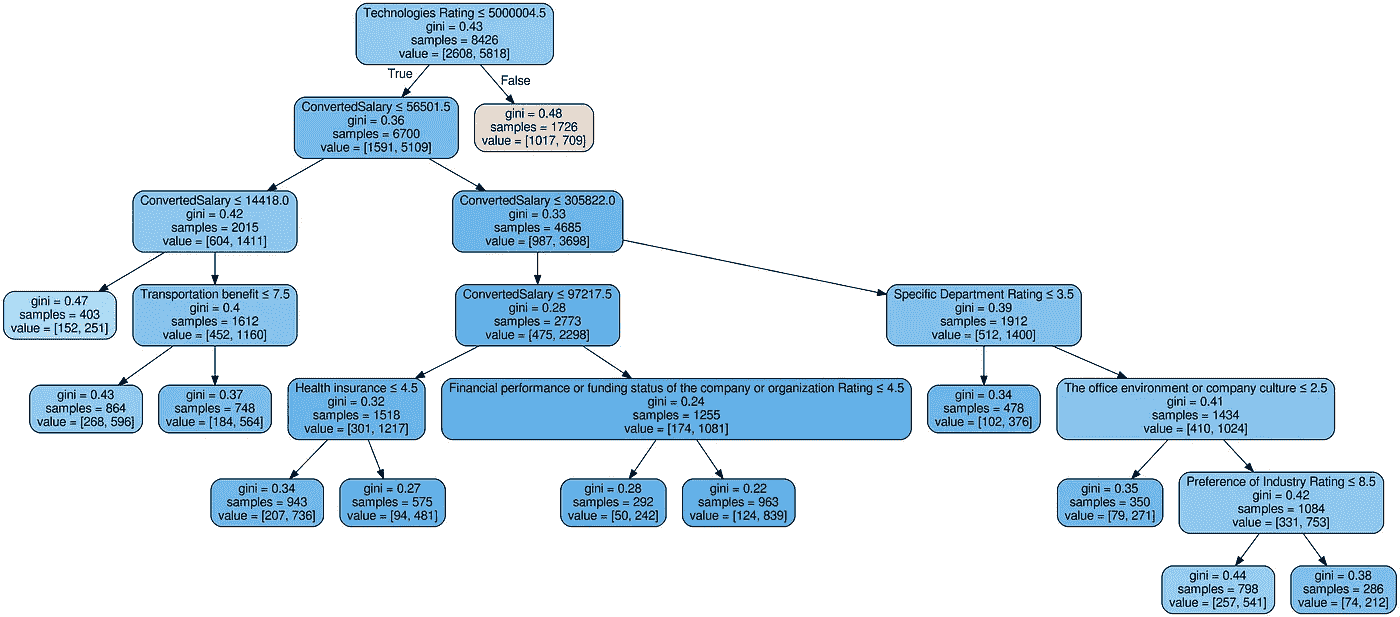 Technologies Rating ≤ 5000004.5
gini = 0.43
samples = 8426
value = [2608, 5818]
True
False
ConvertedSalary ≤ 56501.5
gini = 0.36
samples = 6700
value = [1591, 5109]
gini = 0.48
samples = 1726
value = [1017, 709]
ConvertedSalary ≤ 14418.0
gini = 0.42
samples = 2015
value = [604, 1411]
ConvertedSalary ≤ 305822.0
gini = 0.33
samples = 4685
value = [987, 3698]
gini = 0.47
samples = 403
value = [152, 251]
Transportation benefit ≤ 7.5
gini = 0.4
samples = 1612
value = [452, 1160]
ConvertedSalary ≤ 97217.5
gini = 0.28
samples = 2773
value = [475, 2298]
Specific Department Rating ≤ 3.5
gini = 0.39
samples = 1912
value = [512, 1400]
gini = 0.43
samples = 864
value = [268, 596]
gini = 0.37
samples = 748
value = [184, 564]
Health insurance ≤ 4.5
gini = 0.32
samples = 1518
value = [301, 1217]
Financial performance or funding status of the company or organization Rating ≤ 4.5
gini = 0.24
samples = 1255
value = [174, 1081]
gini = 0.34
samples = 478
value = [102, 376]
The office environment or company culture ≤ 2.5
gini = 0.41
samples = 1434
value = [410, 1024]
gini = 0.34
samples = 943
value = [207, 736]
gini = 0.27
samples = 575
value = [94, 481]
gini = 0.28
samples = 292
value = [50, 242]
gini = 0.22
samples = 963
value = [124, 839]
gini = 0.35
samples = 350
value = [79, 271]
Preference of Industry Rating ≤ 8.5
gini = 0.42
samples = 1084
value = [331, 753]
gini = 0.44
samples = 798
value = [257, 541]
gini = 0.38
samples = 286
value = [74, 212]